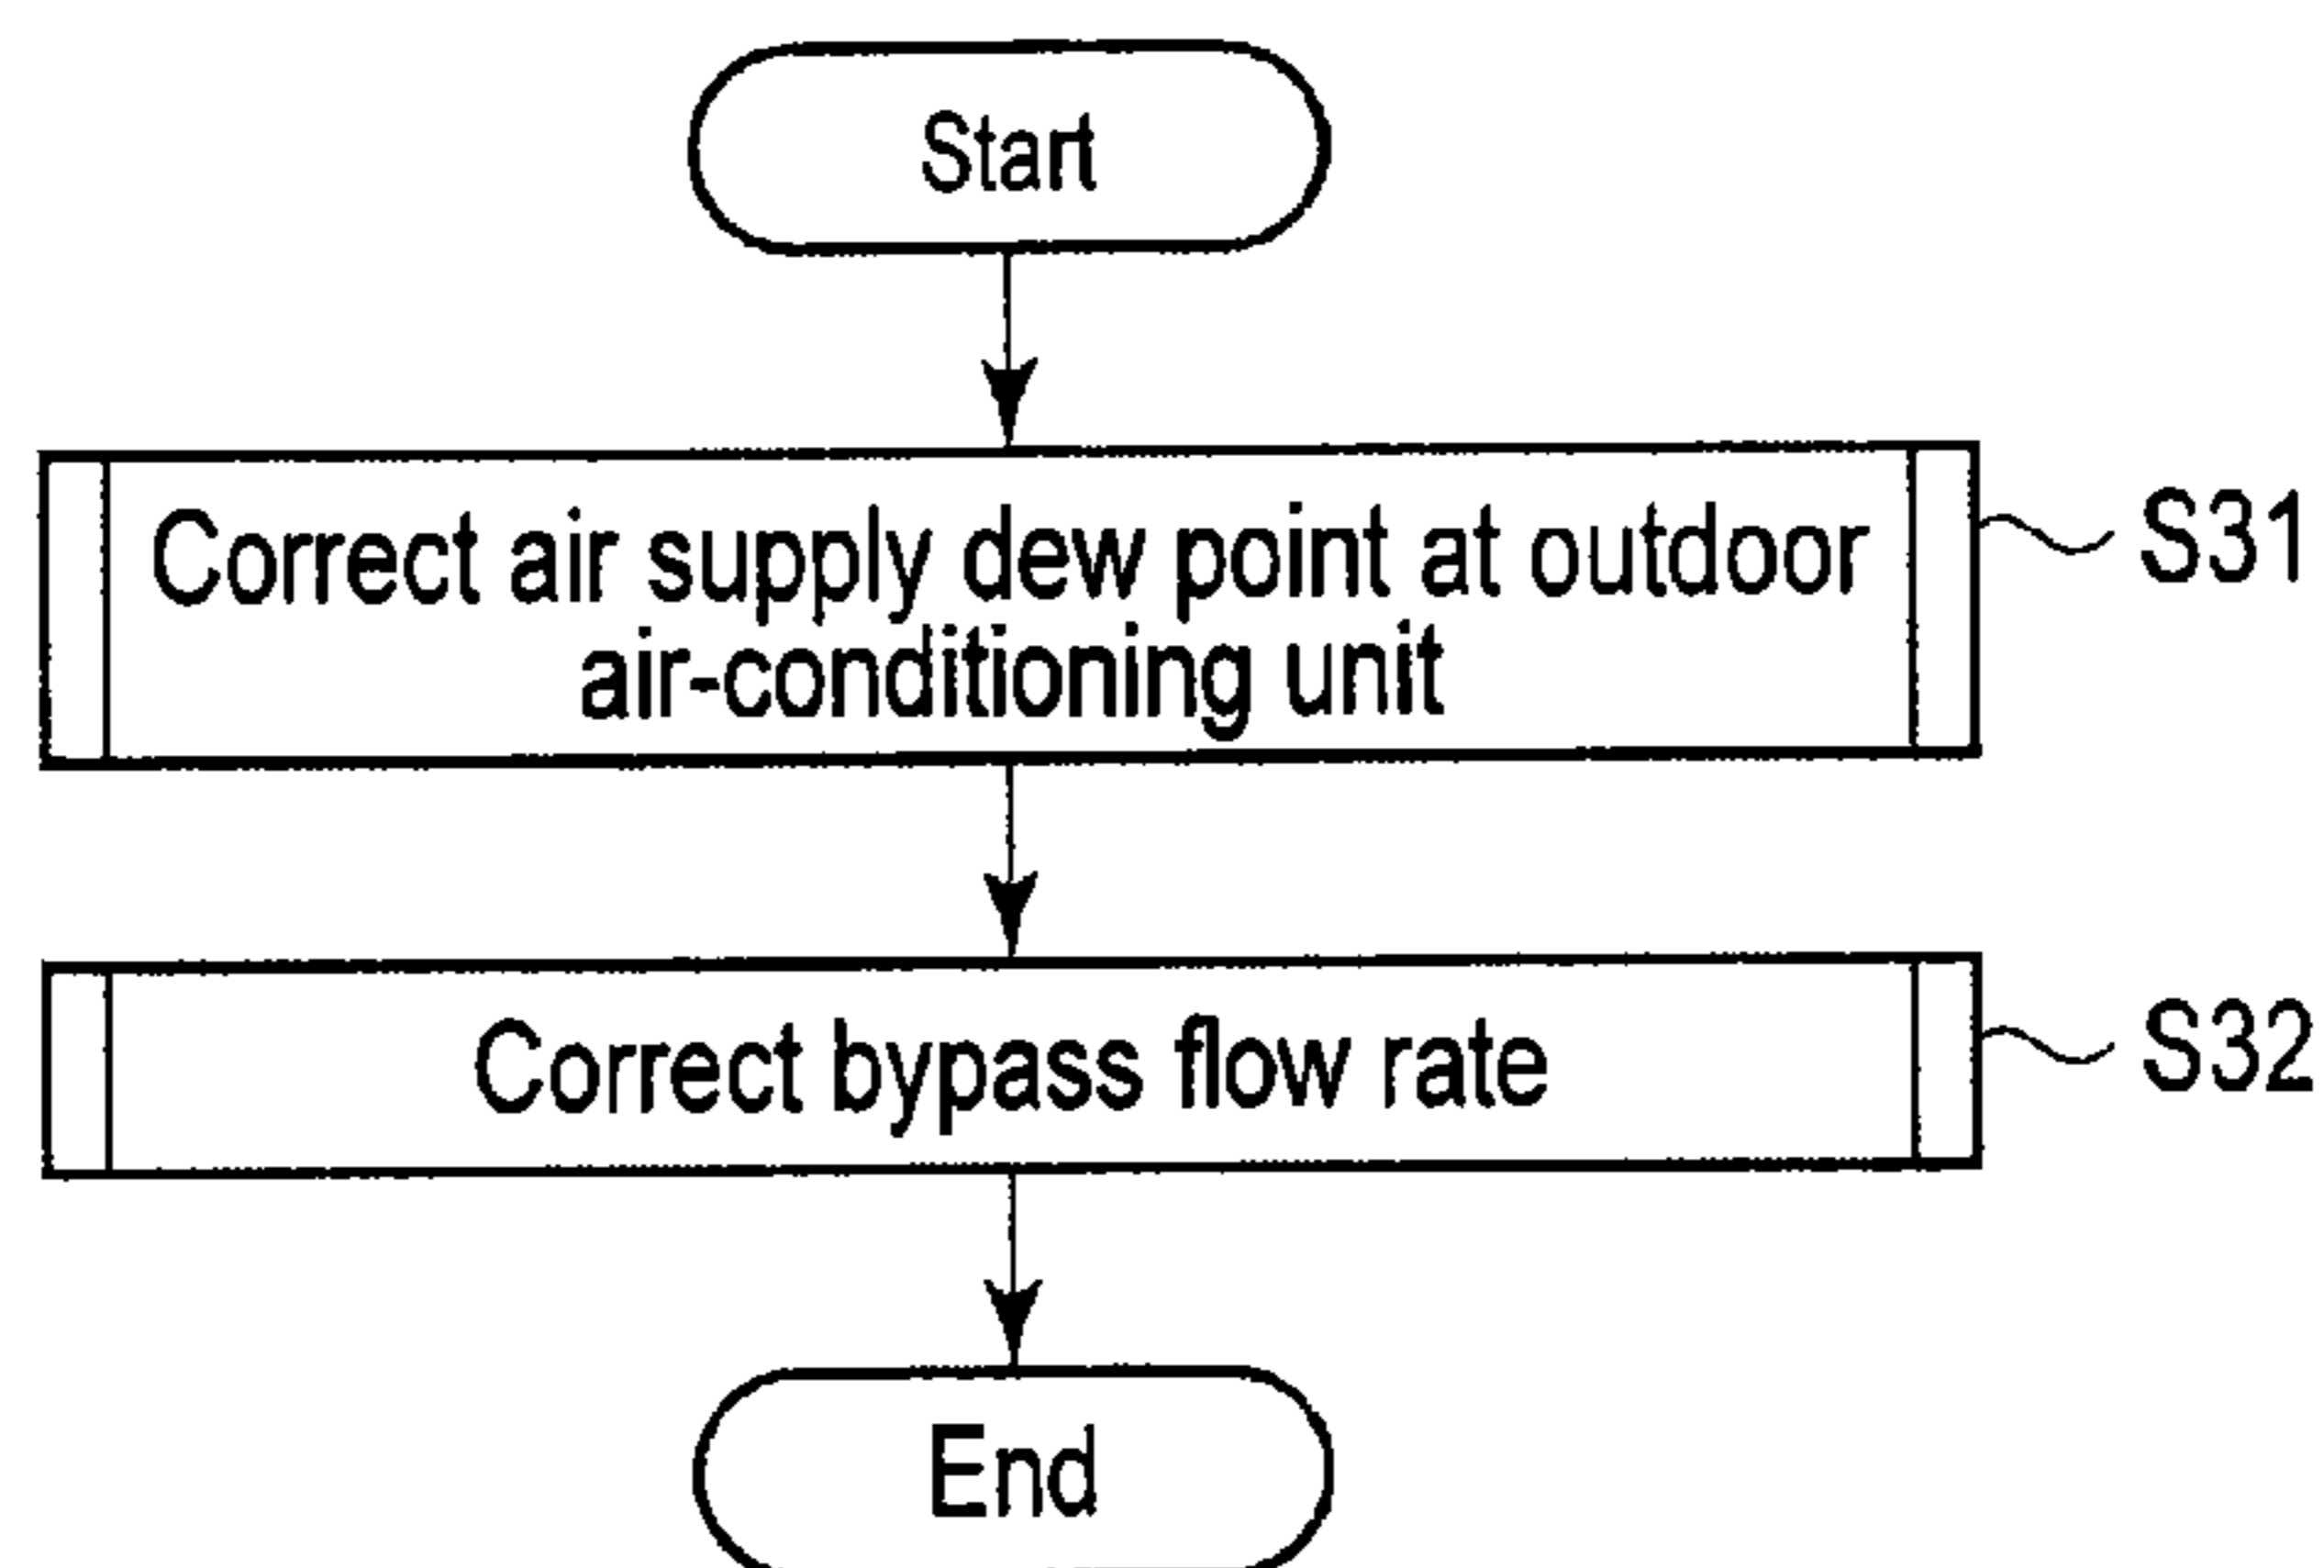 Start
Correct air supply dew point at outdoor
air-conditioning unit
S31
Correct bypass flow rate
S32
End